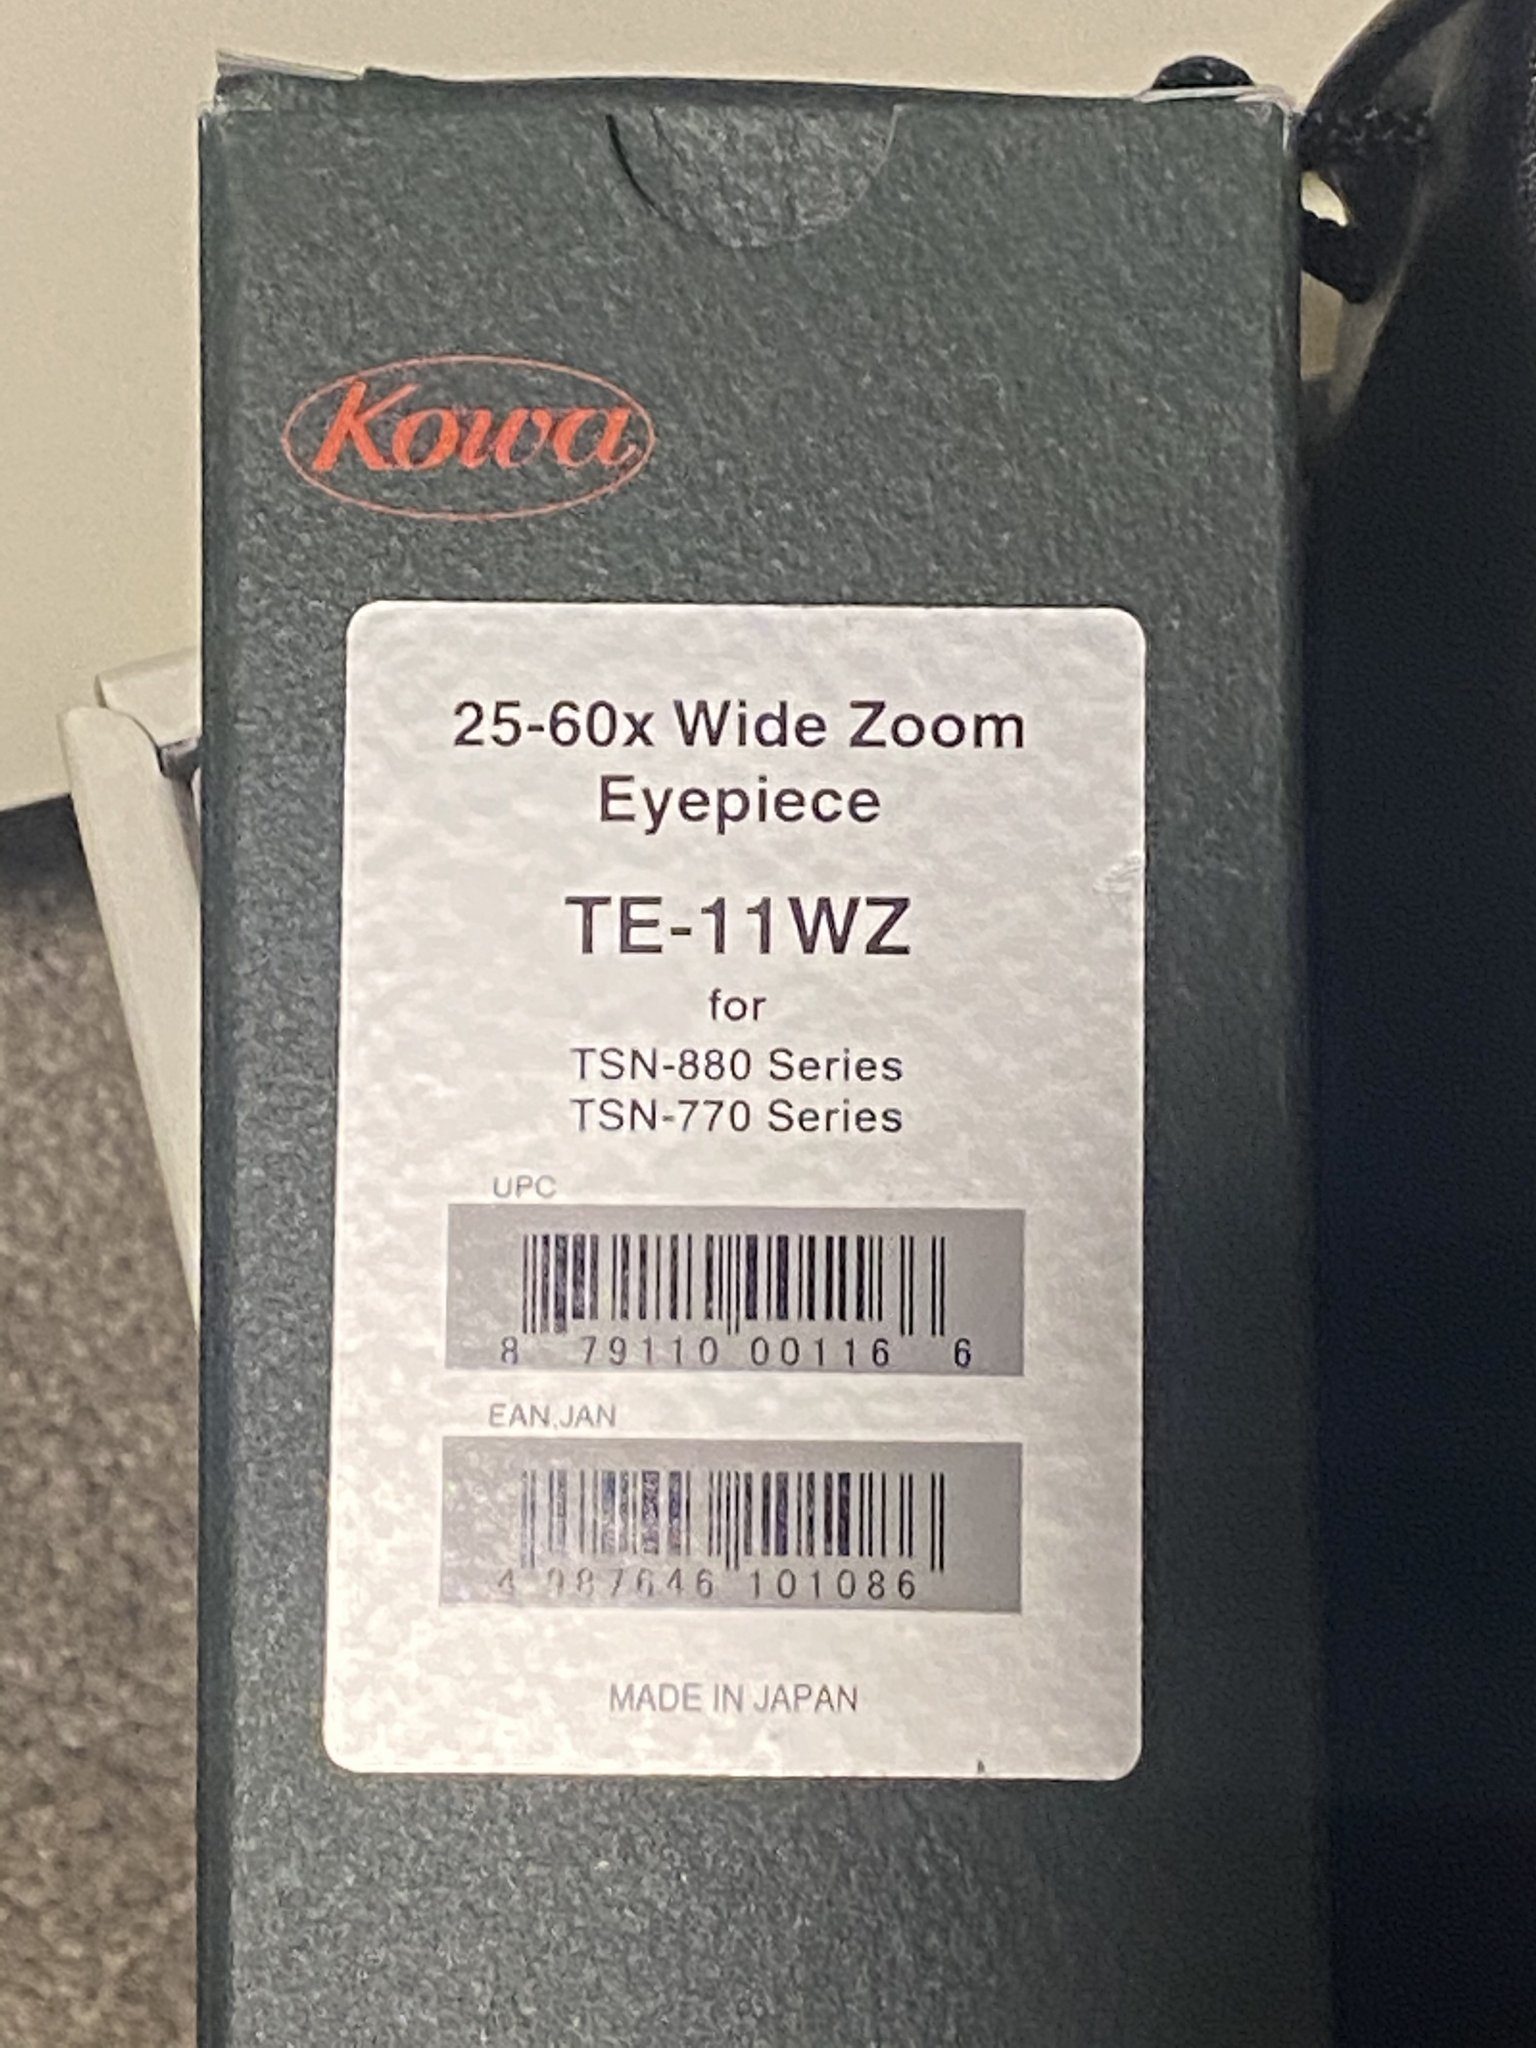 Kowa
25-60x Wide Zoom
Eyepiece
TE-11WZ
for
TSN-880 Series
TSN-770 Series
UPC
8 79110 00116 6
EAN,JAN
4 987646 101086
MADE IN JAPAN